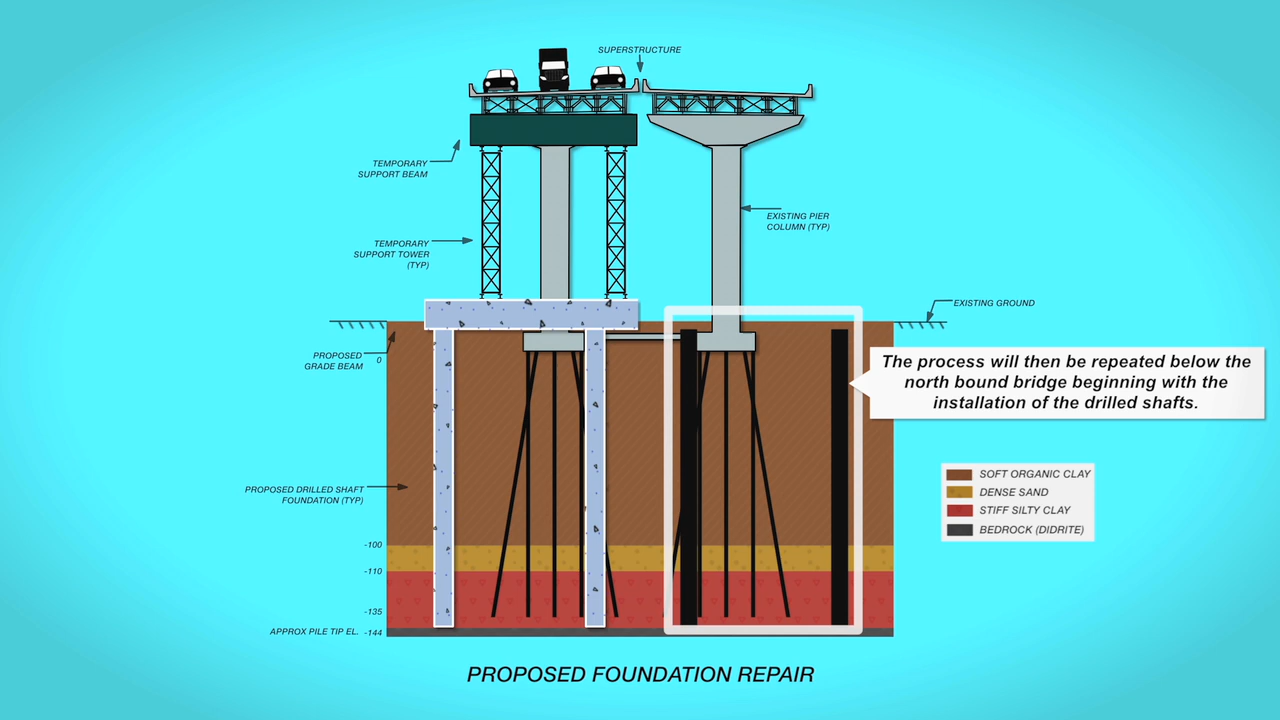 SUPERSTRUCTURE
TEMPORARY
SUPPORT BEAM
TEMPORARY
SUPPORT TOWER
(TYP)
EXISTING PIER
COLUMN (TYP)
EXISTING GROUND
PROPOSED
GRADE BEAM
0
The process will then be repeated below the
north bound bridge beginning with the
installation of the drilled shafts.
PROPOSED DRILLED SHAFT
FOUNDATION (TYP)
SOFT ORGANIC CLAY
DENSE SAND
STIFF SILTY CLAY
BEDROCK (DIDRITE)
-100
-110
-135
APPROX PILE TIP EL. -144
PROPOSED FOUNDATION REPAIR